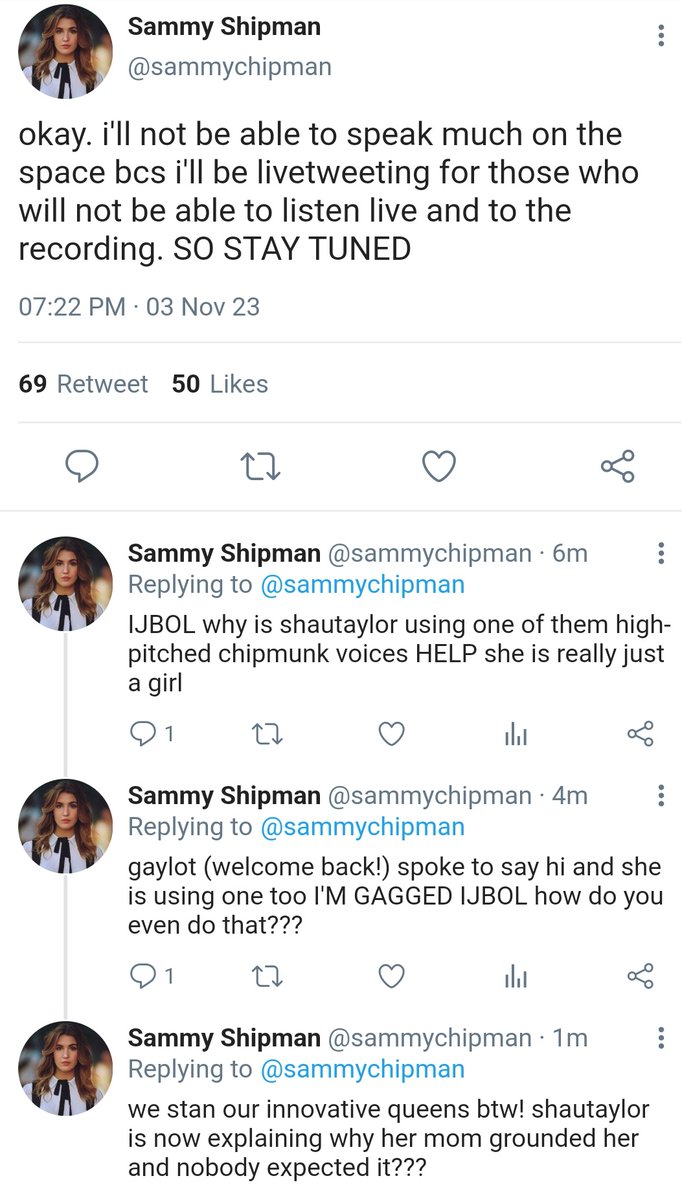 Sammy Shipman
@sammychipman
okay. i'll not be able to speak much on the
space bcs i'll be livetweeting for those who
will not be able to listen live and to the
recording. SO STAY TUNED
07:22 PM · 03 Nov 23
69 Retweet 50 Likes
Sammy Shipman @sammychipman · 6m
Replying to @sammychipman
IJBOL why is shautaylor using one of them high-
pitched chipmunk voices HELP she is really just
a girl
1
Sammy Shipman @sammychipman · 4m
Replying to @sammychipman
gaylot (welcome back!) spoke to say hi and she
is using one too I'M GAGGED IJBOL how do you
even do that???
1
Sammy Shipman @sammychipman · 1m
Replying to @sammychipman
we stan our innovative queens btw! shautaylor
is now explaining why her mom grounded her
and nobody expected it???